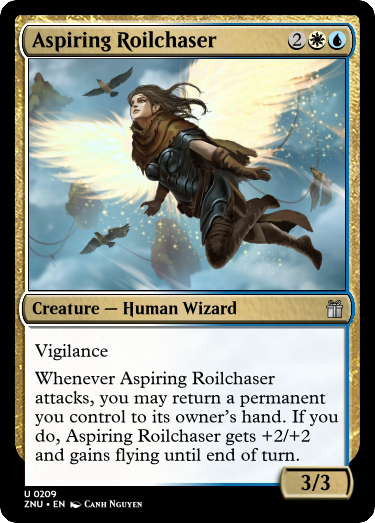 Aspiring Roilchaser 2
Creature — Human Wizard
Vigilance
Whenever Aspiring Roilchaser
attacks, you may return a permanent
you control to its owner's hand. If you
do, Aspiring Roilchaser gets +2/+2
and gains flying until end of turn.
3/3
U 0209
ZNU • EN Canh Nguyen